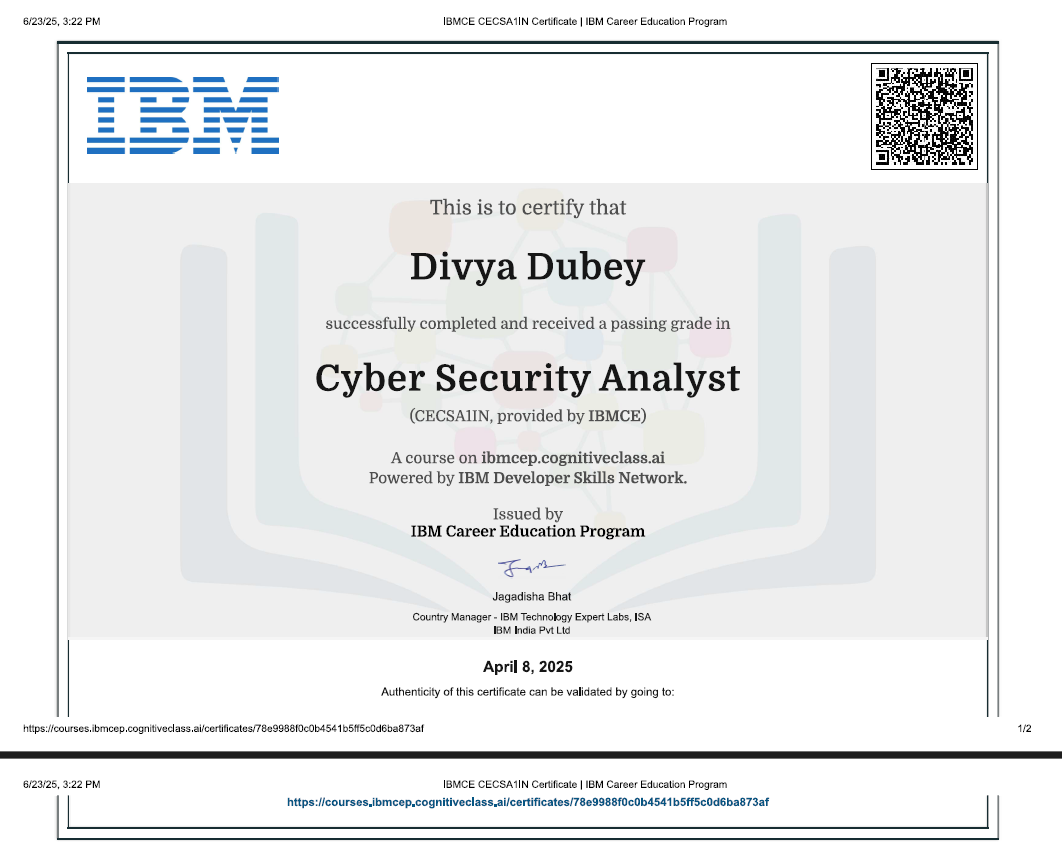 6/23/25, 3:22 PM
IBMCE CECSA1IN Certificate | IBM Career Education Program
IBM
This is to certify that
Divya Dubey
successfully completed and received a passing grade in
Cyber Security Analyst
(CECSA1IN, provided by IBMCE)
A course on ibmcep.cognitiveclass.ai
Powered by IBM Developer Skills Network.
Issued by
IBM Career Education Program
Jagadisha Bhat
Country Manager - IBM Technology Expert Labs, ISA
IBM India Pvt Ltd
April 8, 2025
Authenticity of this certificate can be validated by going to:
https://courses.ibmcep.cognitiveclass.ai/certificates/78e9988f0c0b4541b5ff5c0d6ba873af
1/2
6/23/25, 3:22 PM
IBMCE CECSA1IN Certificate | IBM Career Education Program
https://courses.ibmcep.cognitiveclass.ai/certificates/78e9988f0c0b4541b5ff5c0d6ba873af